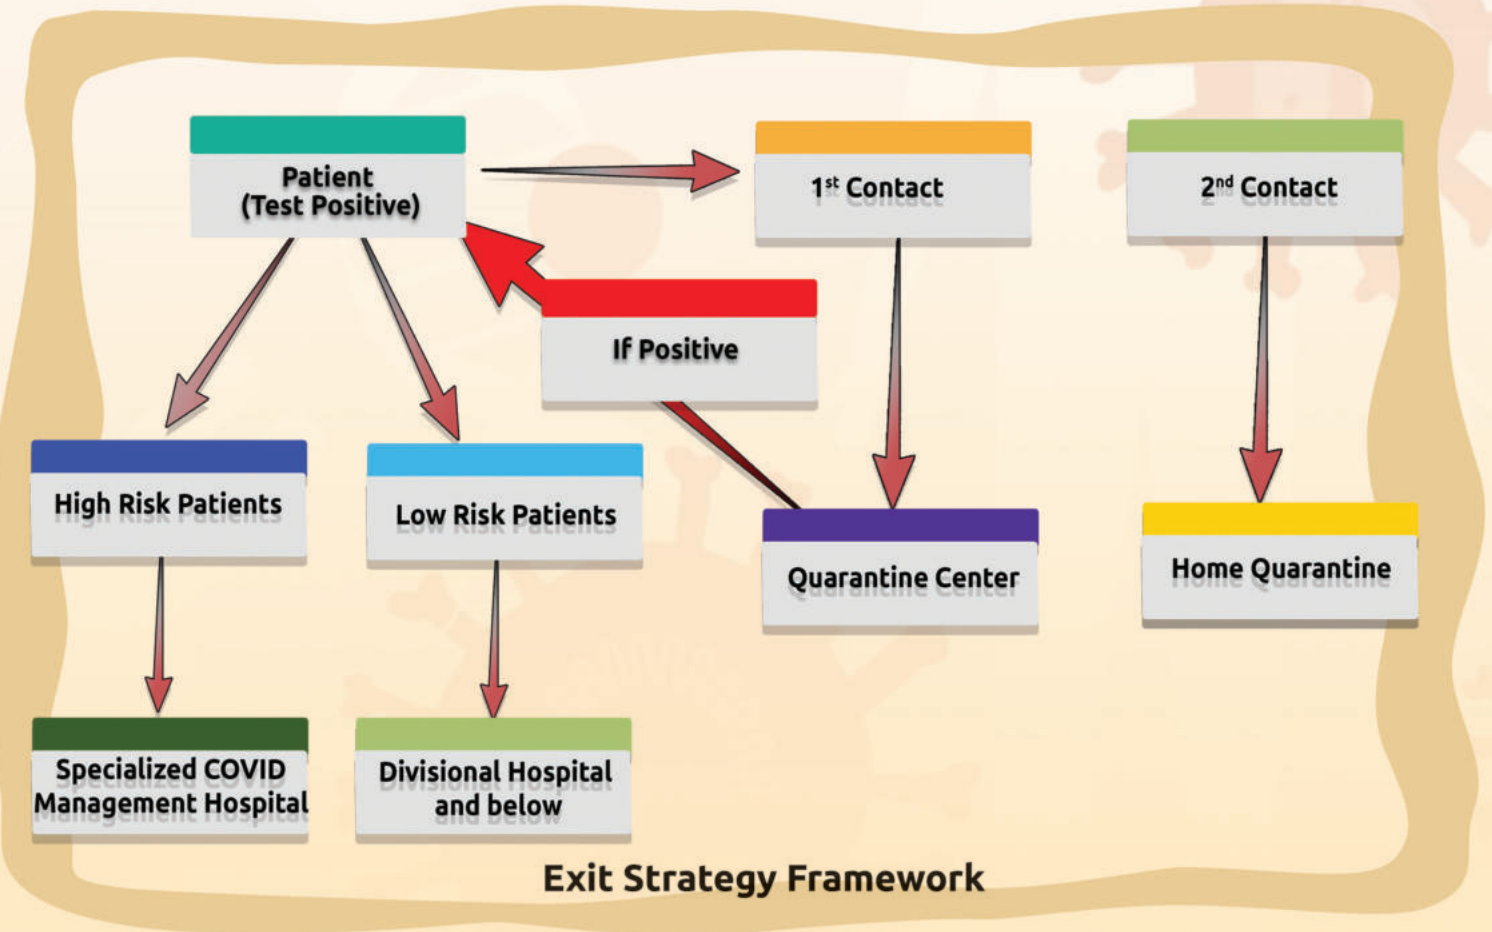 Patient
(Test Positive)
1st Contact
2nd Contact
If Positive
High Risk Patients
Low Risk Patients
Quarantine Center
Home Quarantine
Specialized COVID
Management Hospital
Divisional Hospital
and below
Exit Strategy Framework